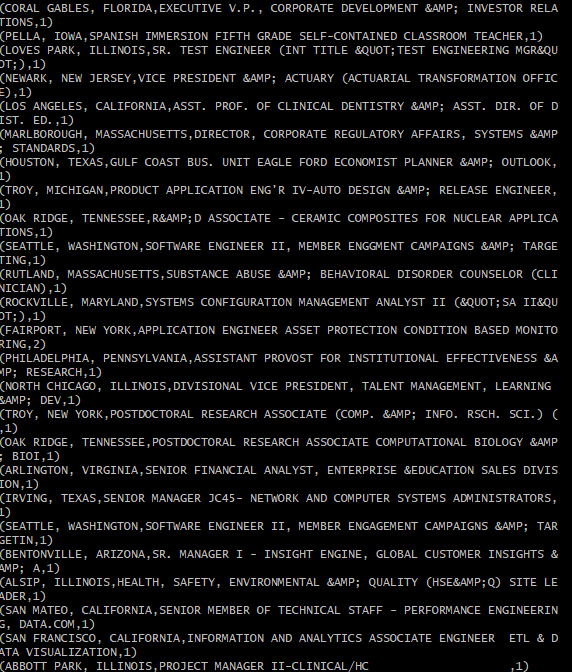 (CORAL GABLES, FLORIDA,EXECUTIVE V.P., CORPORATE DEVELOPMENT &AMP; INVESTOR RELA
TIONS,1)
(PELLA, IOWA,SPANISH IMMERSION FIFTH GRADE SELF-CONTAINED CLASSROOM TEACHER,1)
(LOVES PARK, ILLINOIS,SR. TEST ENGINEER (INT TITLE &QUOT;TEST ENGINEERING MGR&QU
OT;),1)
(NEWARK, NEW JERSEY,VICE PRESIDENT &AMP; ACTUARY (ACTUARIAL TRANSFORMATION OFFIC
E),1)
(LOS ANGELES, CALIFORNIA,ASST. PROF. OF CLINICAL DENTISTRY &AMP; ASST. DIR. OF D
IST. ED.,1)
(MARLBOROUGH, MASSACHUSETTS,DIRECTOR, CORPORATE REGULATORY AFFAIRS, SYSTEMS &AMP
; STANDARDS,1)
(HOUSTON, TEXAS,GULF COAST BUS. UNIT EAGLE FORD ECONOMIST PLANNER &AMP; OUTLOOK,
1)
(TROY, MICHIGAN,PRODUCT APPLICATION ENG'R IV-AUTO DESIGN &AMP; RELEASE ENGINEER,
1)
(OAK RIDGE, TENNESSEE,R&AMP;D ASSOCIATE - CERAMIC COMPOSITES FOR NUCLEAR APPLICA
TIONS,1)
(SEATTLE, WASHINGTON,SOFTWARE ENGINEER II, MEMBER ENGGMENT CAMPAIGNS &AMP; TARGE
TING,1)
(RUTLAND, MASSACHUSETTS,SUBSTANCE ABUSE &AMP; BEHAVIORAL DISORDER COUNSELOR (CLI
NICIAN),1)
(ROCKVILLE, MARYLAND,SYSTEMS CONFIGURATION MANAGEMENT ANALYST II (&QUOT;SA II&QU
OT;),1)
(FAIRPORT, NEW YORK,APPLICATION ENGINEER ASSET PROTECTION CONDITION BASED MONITO
RING,2)
(PHILADELPHIA, PENNSYLVANIA,ASSISTANT PROVOST FOR INSTITUTIONAL EFFECTIVENESS &A
MP; RESEARCH,1)
(NORTH CHICAGO, ILLINOIS,DIVISIONAL VICE PRESIDENT, TALENT MANAGEMENT, LEARNING
&AMP; DEV,1)
(TROY, NEW YORK,POSTDOCTORAL RESEARCH ASSOCIATE (COMP. &AMP; INFO. RSCH. SCI.) (
,1)
(OAK RIDGE, TENNESSEE,POSTDOCTORAL RESEARCH ASSOCIATE COMPUTATIONAL BIOLOGY &AMP
; BIOI,1)
(ARLINGTON, VIRGINIA,SENIOR FINANCIAL ANALYST, ENTERPRISE &EDUCATION SALES DIVIS
ION,1)
(IRVING, TEXAS,SENIOR MANAGER JC45- NETWORK AND COMPUTER SYSTEMS ADMINISTRATORS,
1)
(SEATTLE, WASHINGTON,SOFTWARE ENGINEER II, MEMBER ENGAGEMENT CAMPAIGNS &AMP; TAR
GETIN,1)
(BENTONVILLE, ARIZONA,SR. MANAGER I - INSIGHT ENGINE, GLOBAL CUSTOMER INSIGHTS &
AMP; A,1)
(ALSIP, ILLINOIS,HEALTH, SAFETY, ENVIRONMENTAL &AMP; QUALITY (HSE&AMP;Q) SITE LE
ADER,1)
(SAN MATEO, CALIFORNIA,SENIOR MEMBER OF TECHNICAL STAFF - PERFORMANCE ENGINEERIN
G, DATA.COM,1)
(SAN FRANCISCO, CALIFORNIA,INFORMATION AND ANALYTICS ASSOCIATE ENGINEER  ETL & D
ATA VISUALIZATION,1)
(ABBOTT PARK, ILLINOIS,PROJECT MANAGER II-CLINICAL/HC                    ,1)